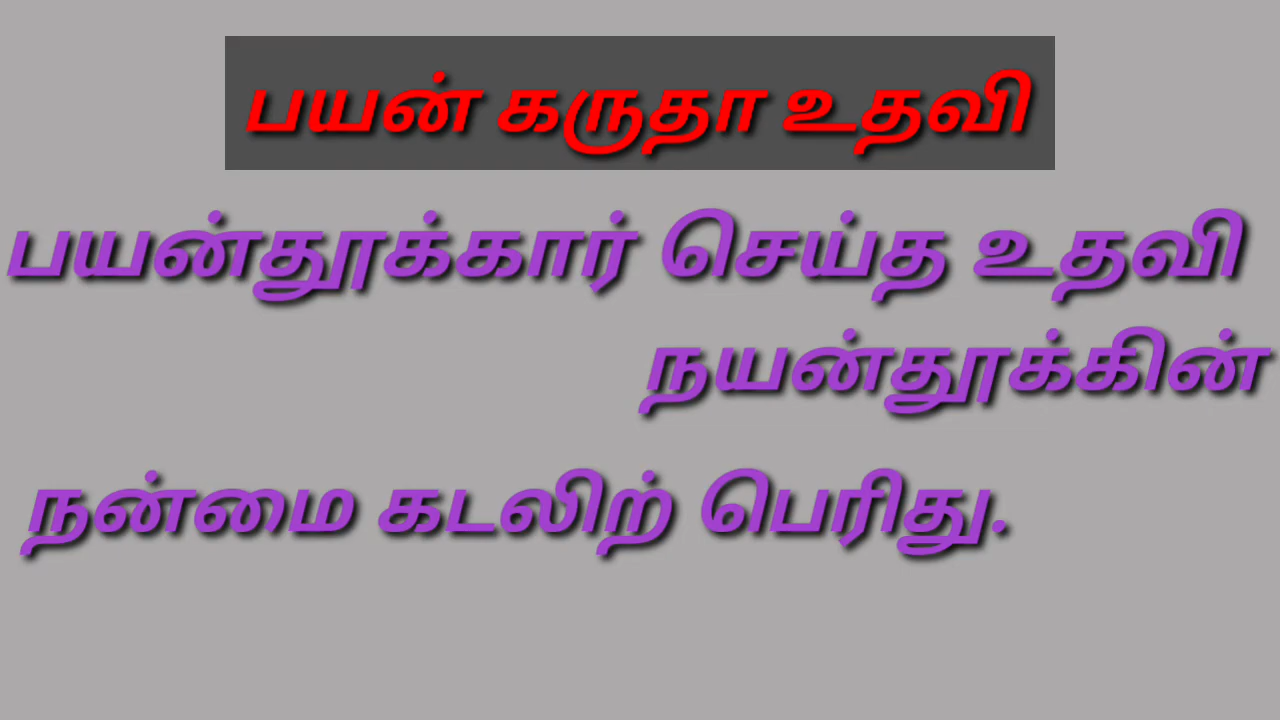 பயன் கருதா உதவி
பயன்தூக்கார் செய்த உதவி
நயன்தூக்கின்
நன்மை கடலிற் பெரிது.